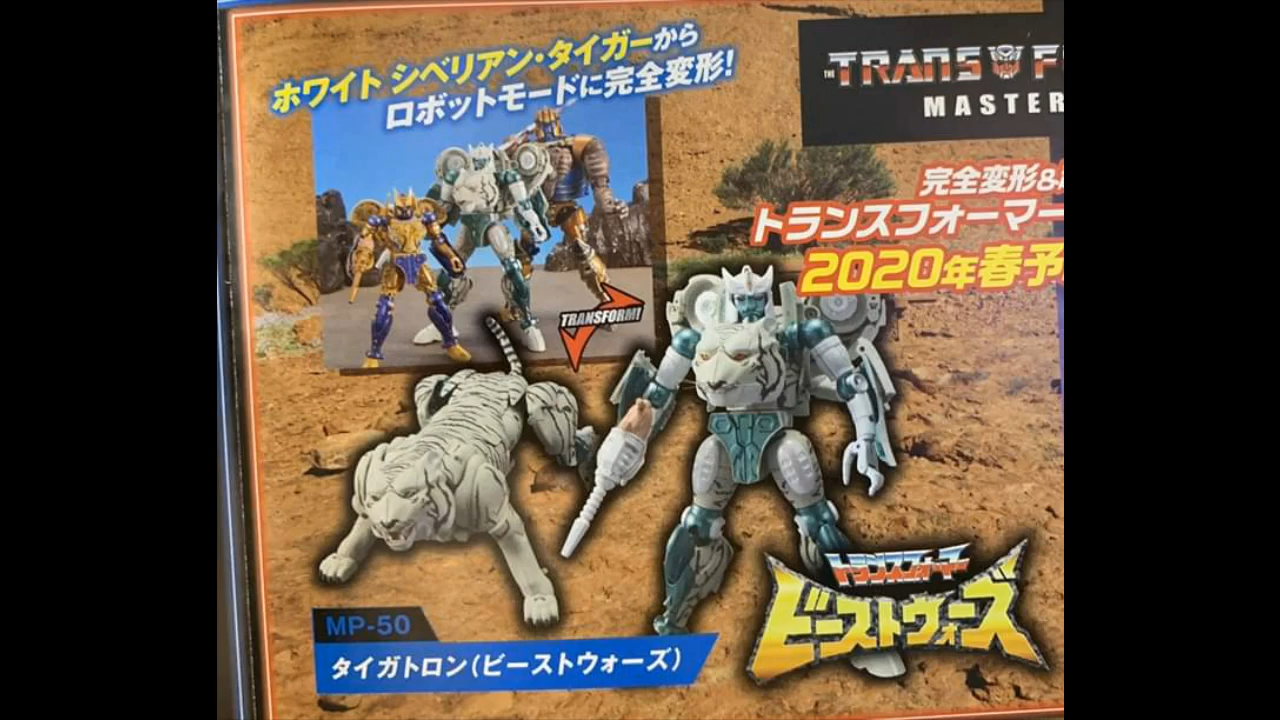 ホワイト シベリアン・タイガーから
ロボットモードに完全変形!
THE TRANSF
MASTER
完全変形&
トランスフォーマー
2020年春予
TRANSFORM!
トランスフォーマー
ビーストウォーズ
MP-50
タイガトロン(ビーストウォーズ)